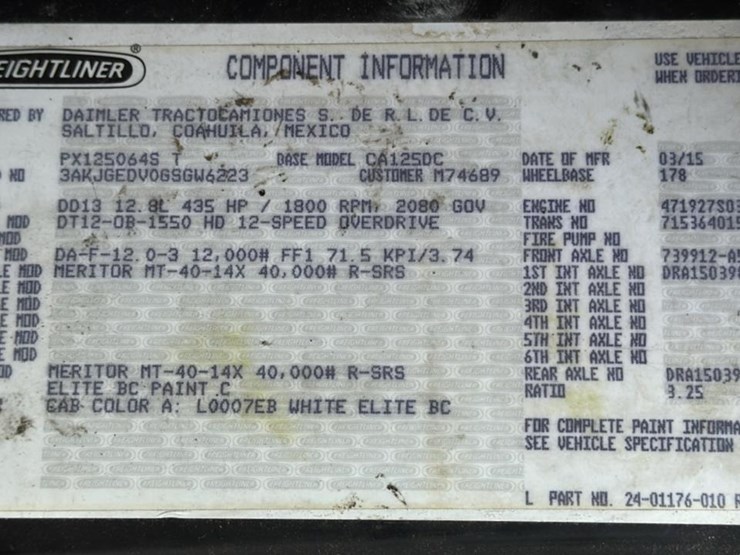 EIGHTLINER ® COMPONENT INFORMATION USE VEHICLE
WHEN ORDERI
RED BY DAIMLER TRACTOCAMIONES S. DE R.L. DE C.V.
SALTILLO, COAHUILA, MEXICO
PX125064S T BASE MODEL CA125DC DATE OF MFR 03/15
NO 3AKJGEDV0GSGW6223 CUSTOMER M74689 WHEELBASE 178
DD13 12.8L 435 HP / 1800 RPM, 2080 GOV ENGINE NO 471927S03
MOD DT12-OB-1550 HD 12-SPEED OVERDRIVE TRANS NO 715364015
MOD FIRE PUMP NO
MOD DA-F-12.0-3 12,000# FF1 71.5 KPI/3.74 FRONT AXLE NO 739912-A
LE MOD MERITOR MT-40-14X 40,000# R-SRS 1ST INT AXLE NO DRA150398
E MOD 2ND INT AXLE NO
E MOD 3RD INT AXLE NO
E MOD 4TH INT AXLE NO
E MOD 5TH INT AXLE NO
E MOD 6TH INT AXLE NO
OD MERITOR MT-40-14X 40,000# R-SRS REAR AXLE NO DRA15039
ELITE BC PAINT C RATIO 3.25
CAB COLOR A: L0007EB WHITE ELITE BC
FOR COMPLETE PAINT INFORMA
SEE VEHICLE SPECIFICATION
L PART NO. 24-01176-010 R